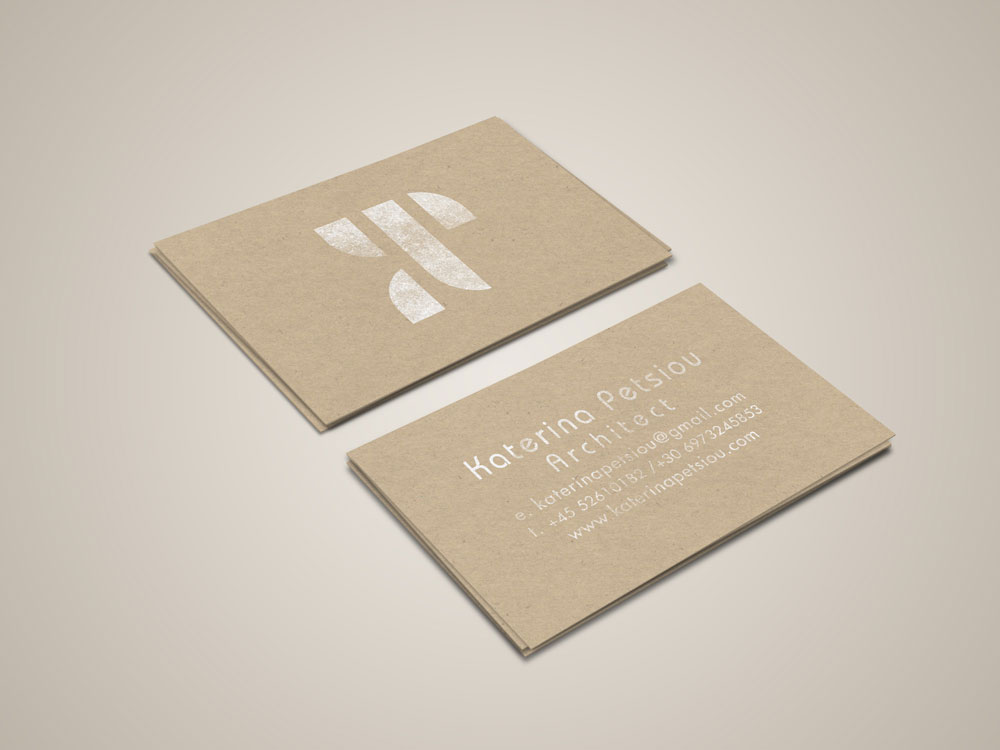 Katerina Petsiou
Architect
e. katerinapetsiou@gmail.com
t. +45 52610182 /+30 6973245853
www.katerinapetsiou.com